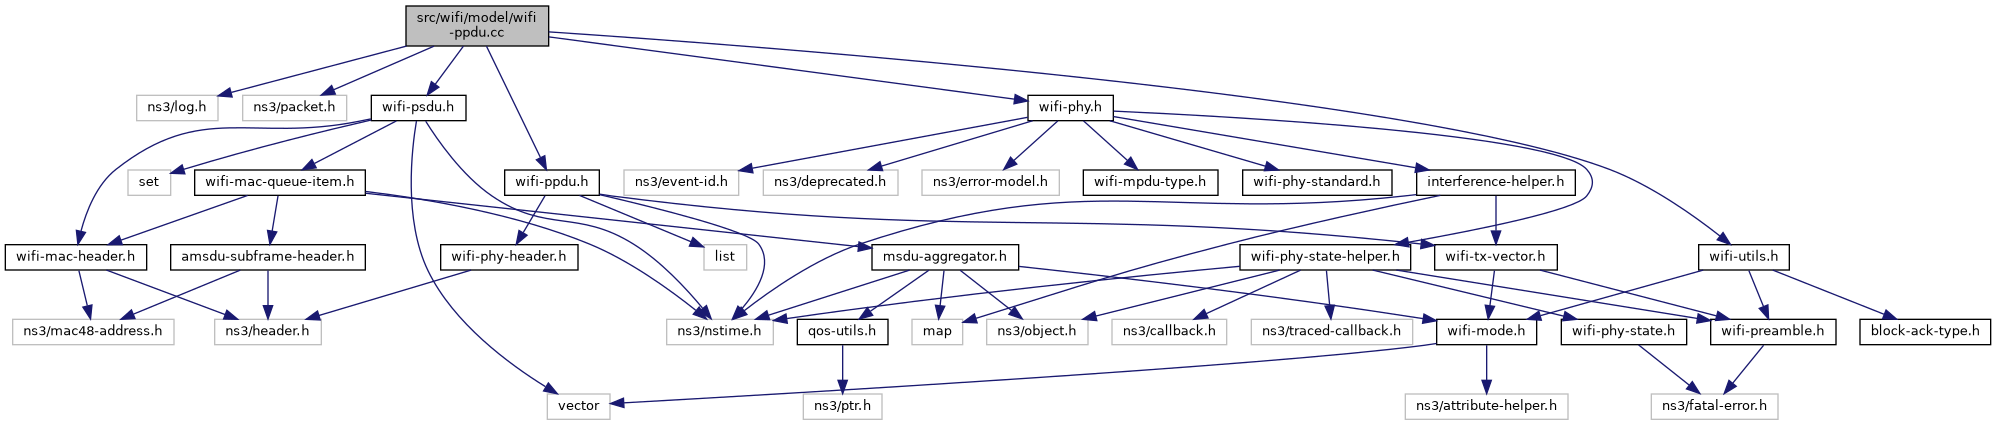 src/wifi/model/wifi
-ppdu.cc
ns3/log.h
ns3/packet.h
wifi-psdu.h
wifi-phy.h
set
wifi-mac-queue-item.h
wifi-ppdu.h
ns3/event-id.h
ns3/deprecated.h
ns3/error-model.h
wifi-mpdu-type.h
wifi-phy-standard.h
interference-helper.h
wifi-mac-header.h
amsdu-subframe-header.h
wifi-phy-header.h
list
msdu-aggregator.h
wifi-phy-state-helper.h
wifi-tx-vector.h
wifi-utils.h
ns3/mac48-address.h
ns3/header.h
ns3/nstime.h
qos-utils.h
map
ns3/object.h
ns3/callback.h
ns3/traced-callback.h
wifi-mode.h
wifi-phy-state.h
wifi-preamble.h
block-ack-type.h
vector
ns3/ptr.h
ns3/attribute-helper.h
ns3/fatal-error.h